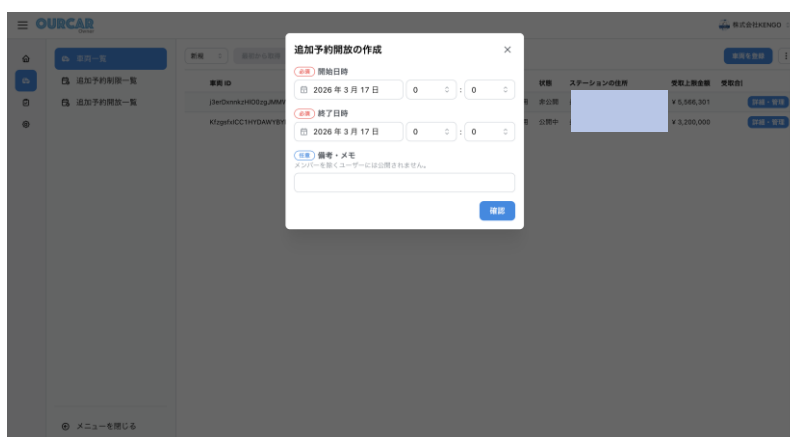 OURCAR
Owner
株式会社KENGO
車両一覧
追加予約制限一覧
追加予約開放一覧
メニューを閉じる
新規
車両を登録
車両 ID
状態
ステーションの住所
受取上限金額
受取合計
非公開
¥ 5,566,301
詳細・管理
公開中
¥ 3,200,000
詳細・管理
追加予約開放の作成
必須 開始日時
2026 年 3 月 17 日
0 : 0
必須 終了日時
2026 年 3 月 17 日
0 : 0
任意 備考・メモ
メンバーを除くユーザーには公開されません。
確認